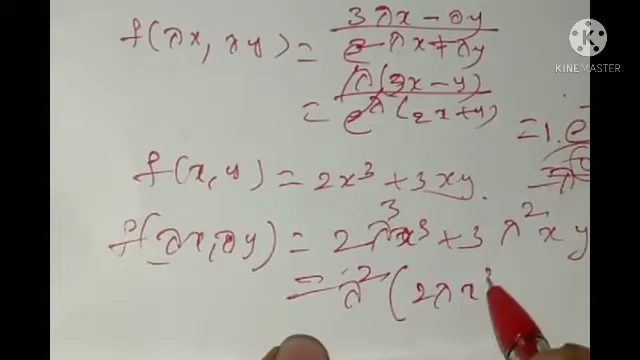 f(λx, λy) = 3λx - λy / e^λx+λy
= λ(3x-y) / e^λ(2x+y)
= 1. e
f(x,y) = 2x³ + 3xy.
f(λx,λy) = 2λ³x³ + 3λ²xy
= λ²(2λx³
KINEMASTER